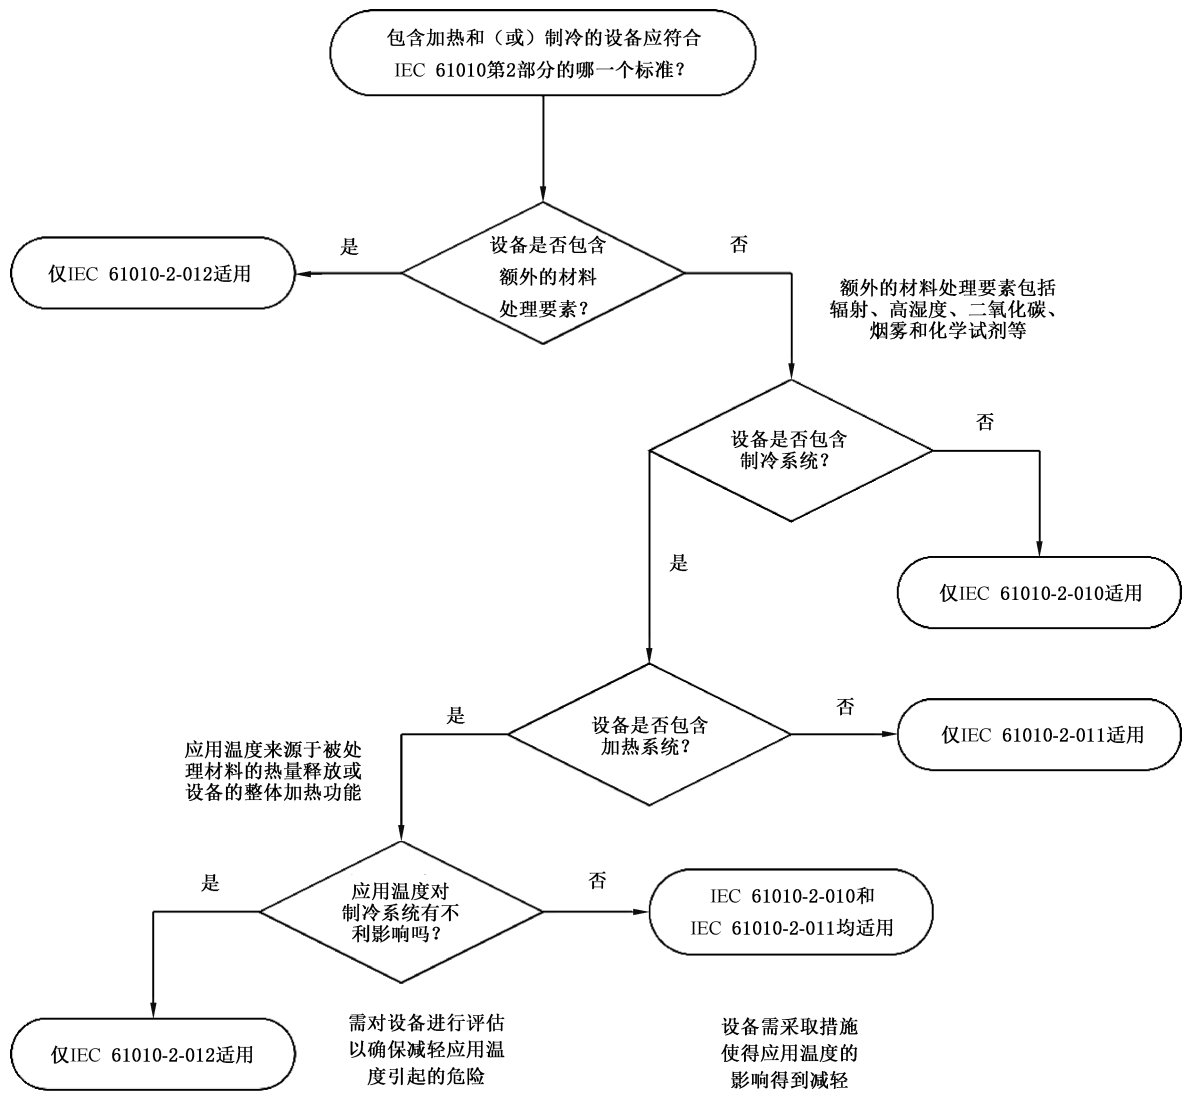 包含加热和（或）制冷的设备应符合
IEC 61010第2部分的哪一个标准？
是
设备是否包含
额外的材料
处理要素？
否
仅IEC 61010-2-012适用
额外的材料处理要素包括
辐射、高湿度、二氧化碳、
烟雾和化学试剂等
设备是否包含
制冷系统？
否
是
仅IEC 61010-2-010适用
是
设备是否包含
加热系统？
否
仅IEC 61010-2-011适用
应用温度来源于被处
理材料的热量释放或
设备的整体加热功能
是
应用温度对
制冷系统有不
利影响吗？
否
IEC 61010-2-010和
IEC 61010-2-011均适用
仅IEC 61010-2-012适用
需对设备进行评估
以确保减轻应用温
度引起的危险
设备需采取措施
使得应用温度的
影响得到减轻